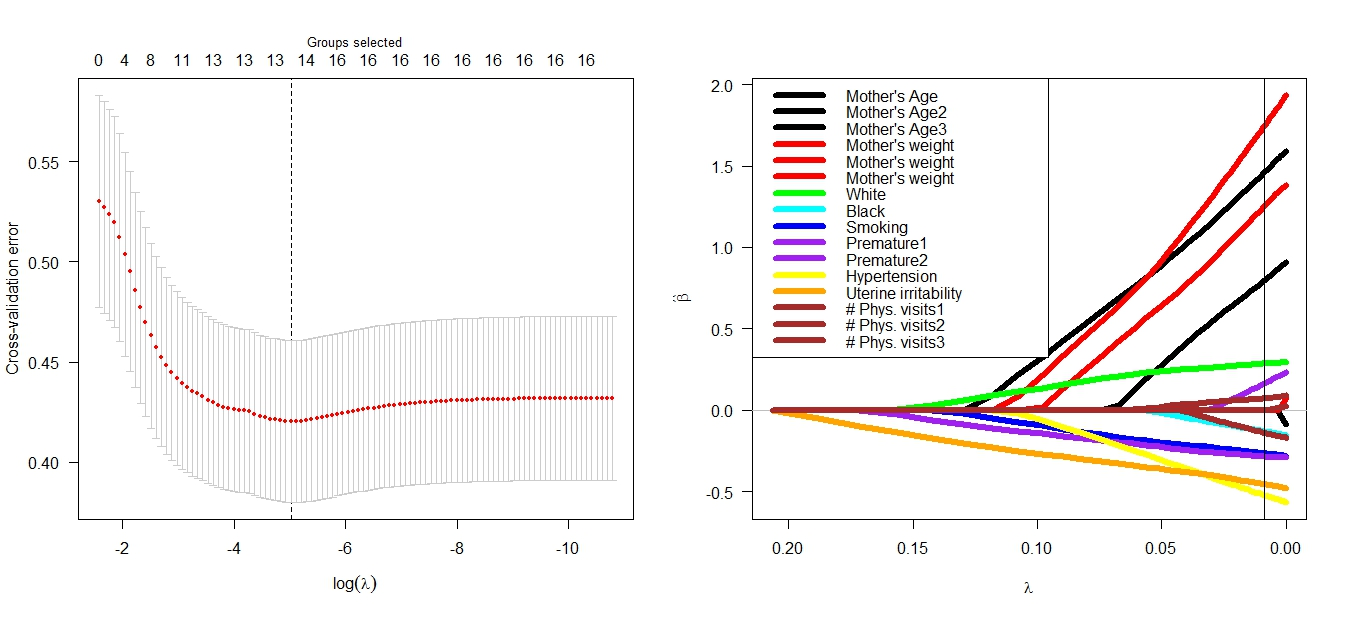 Groups selected
0 4 8 11 13 13 13 14 16 16 16 16 16 16 16 16 16
0.55
0.50
0.45
0.40
Cross-validation error
-2 -4 -6 -8 -10
log(λ)
2.0
1.5
1.0
0.5
0.0
-0.5
β̂
Mother's Age
Mother's Age2
Mother's Age3
Mother's weight
Mother's weight
Mother's weight
White
Black
Smoking
Premature1
Premature2
Hypertension
Uterine irritability
# Phys. visits1
# Phys. visits2
# Phys. visits3
0.20 0.15 0.10 0.05 0.00
λ